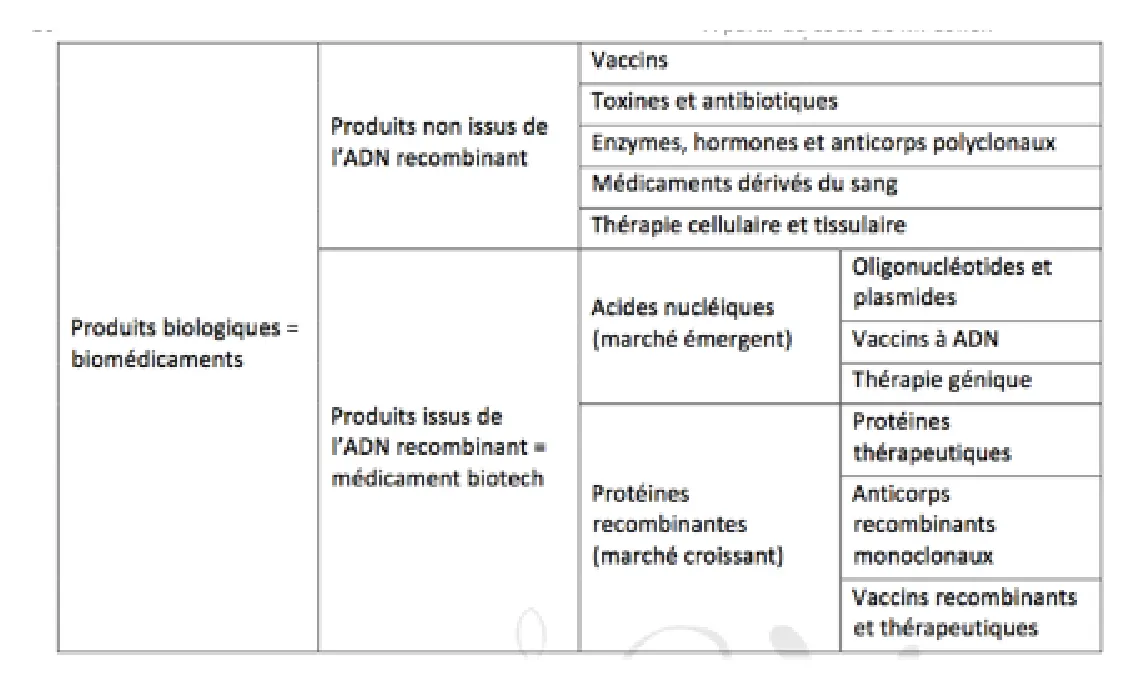 Vaccins
Toxines et antibiotiques
Produits non issus de
l'ADN recombinant
Enzymes, hormones et anticorps polyclonaux
Médicaments dérivés du sang
Thérapie cellulaire et tissulaire
Produits biologiques =
biomédicaments
Produits issus de
l'ADN recombinant =
médicament biotech
Acides nucléiques
(marché émergent)
Oligonucléotides et
plasmides
Vaccins à ADN
Thérapie génique
Protéines
recombinantes
(marché croissant)
Protéines
thérapeutiques
Anticorps
recombinants
monoclonaux
Vaccins recombinants
et thérapeutiques